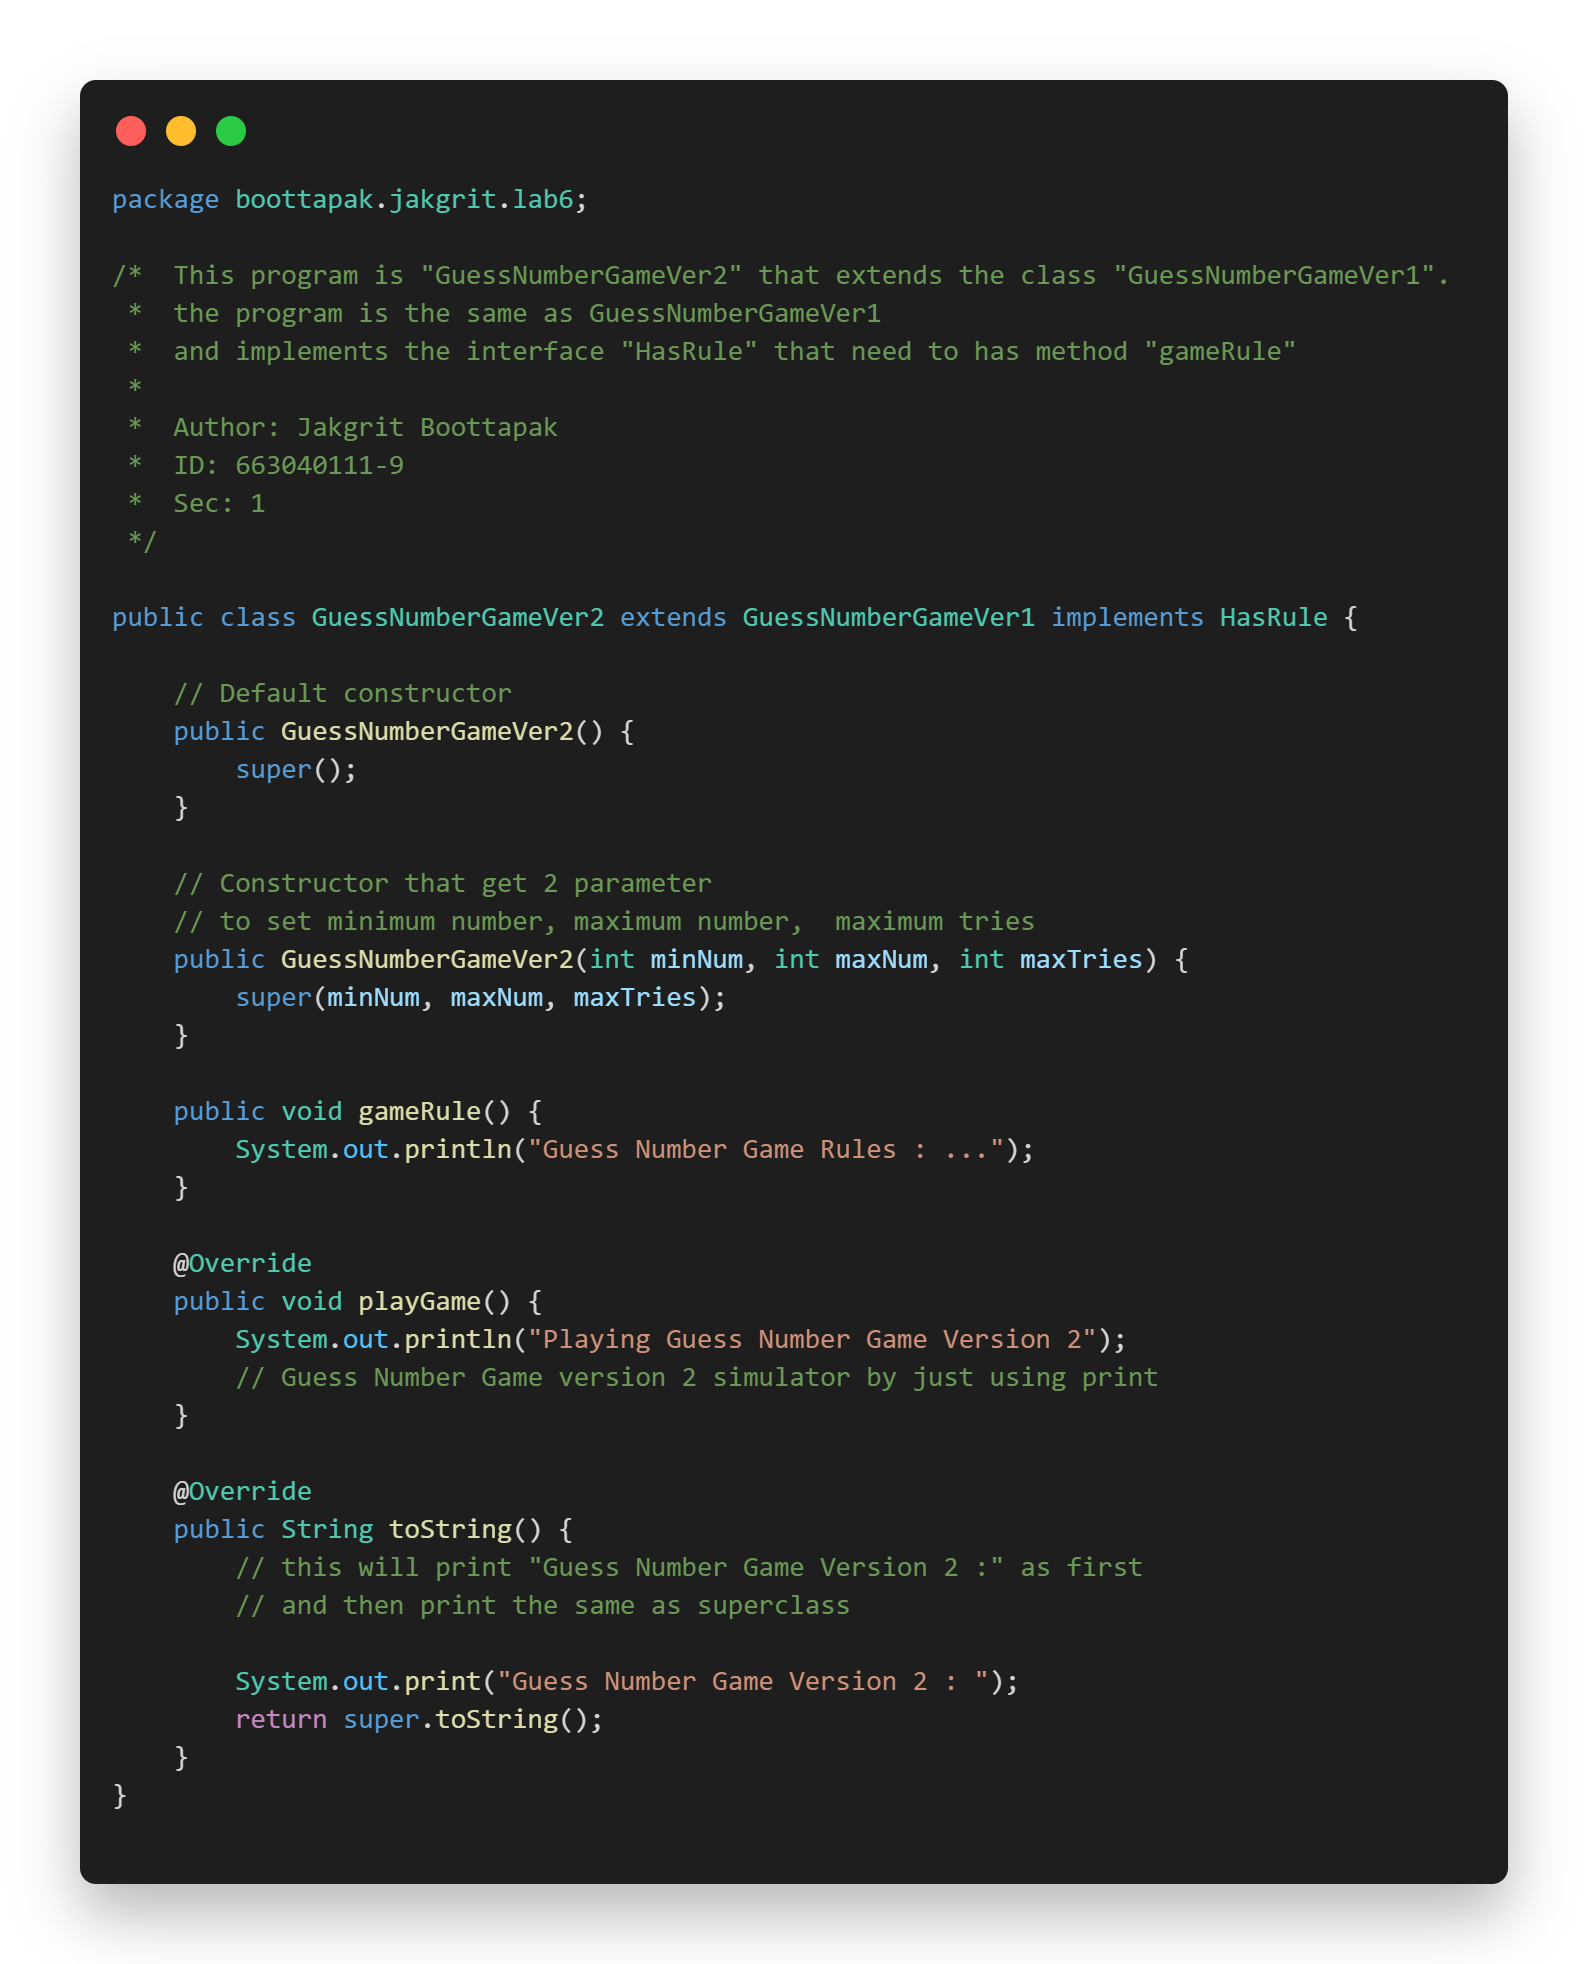 package boottapak.jakgrit.lab6;

/*  This program is "GuessNumberGameVer2" that extends the class "GuessNumberGameVer1".
 *  the program is the same as GuessNumberGameVer1
 *  and implements the interface "HasRule" that need to has method "gameRule"
 *
 *  Author: Jakgrit Boottapak
 *  ID: 663040111-9
 *  Sec: 1
 */

public class GuessNumberGameVer2 extends GuessNumberGameVer1 implements HasRule {

    // Default constructor
    public GuessNumberGameVer2() {
        super();
    }

    // Constructor that get 2 parameter
    // to set minimum number, maximum number,  maximum tries
    public GuessNumberGameVer2(int minNum, int maxNum, int maxTries) {
        super(minNum, maxNum, maxTries);
    }

    public void gameRule() {
        System.out.println("Guess Number Game Rules : ...");
    }

    @Override
    public void playGame() {
        System.out.println("Playing Guess Number Game Version 2");
        // Guess Number Game version 2 simulator by just using print
    }

    @Override
    public String toString() {
        // this will print "Guess Number Game Version 2 :" as first
        // and then print the same as superclass

        System.out.print("Guess Number Game Version 2 : ");
        return super.toString();
    }
}